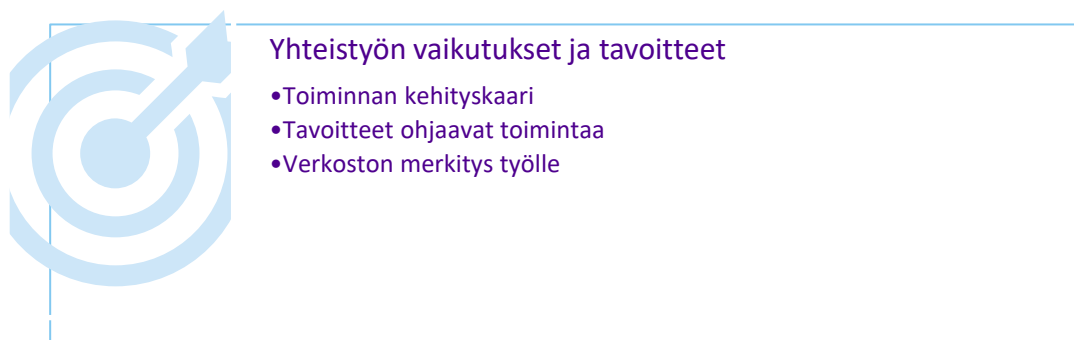 Yhteistyön vaikutukset ja tavoitteet
•Toiminnan kehityskaari
•Tavoitteet ohjaavat toimintaa
•Verkoston merkitys työlle